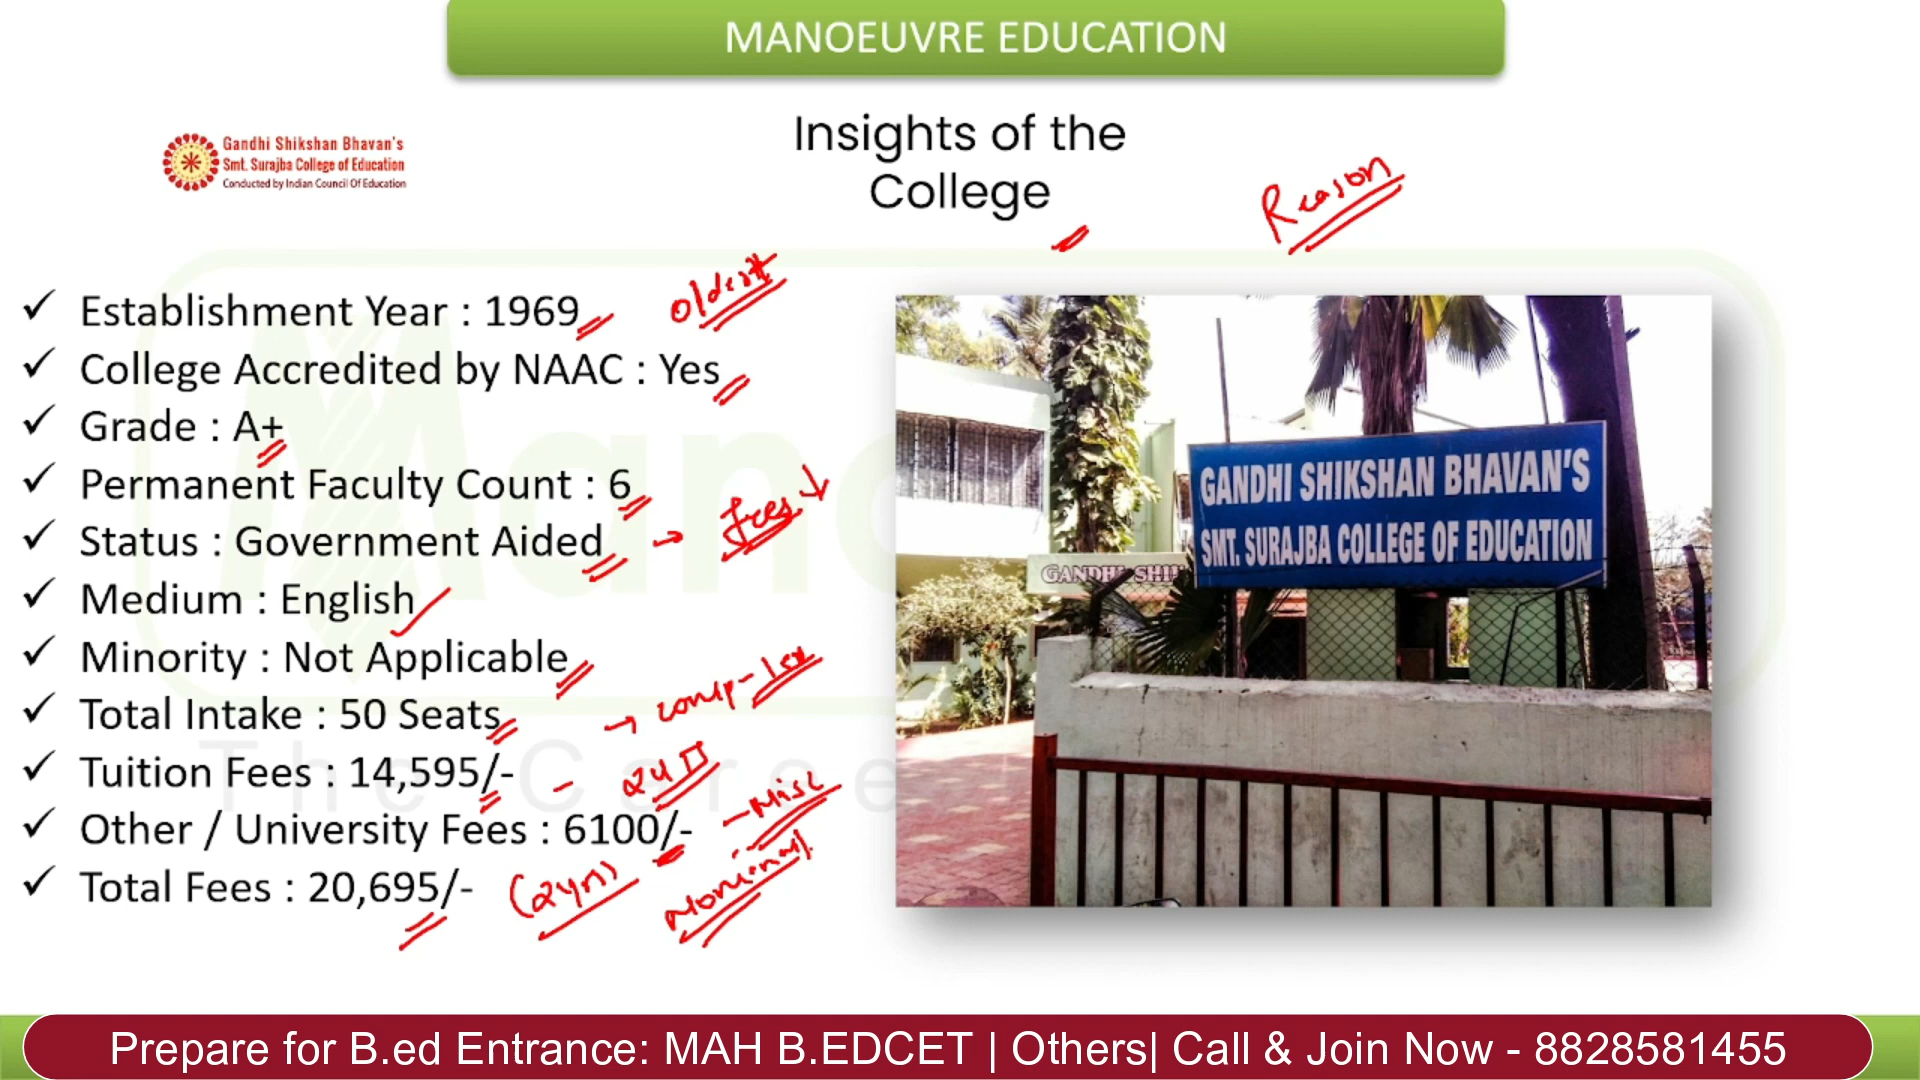 MANOEUVRE EDUCATION
Gandhi Shikshan Bhavan's
Smt. Surajba College of Education
Conducted by Indian Council Of Education
Insights of the
College
Reason
✓ Establishment Year : 1969
oldest
✓ College Accredited by NAAC : Yes
✓ Grade : A+
✓ Permanent Faculty Count : 6
✓ Status : Government Aided → fees ↓
✓ Medium : English
✓ Minority : Not Applicable
✓ Total Intake : 50 Seats
✓ Tuition Fees : 14,595/-
✓ Other / University Fees : 6100/- - Misc
✓ Total Fees : 20,695/- (2yrs) Nominal
GANDHI SHIKSHAN BHAVAN'S
SMT. SURAJBA COLLEGE OF EDUCATION
GANDHI SHI
Prepare for B.ed Entrance: MAH B.EDCET | Others| Call & Join Now - 8828581455